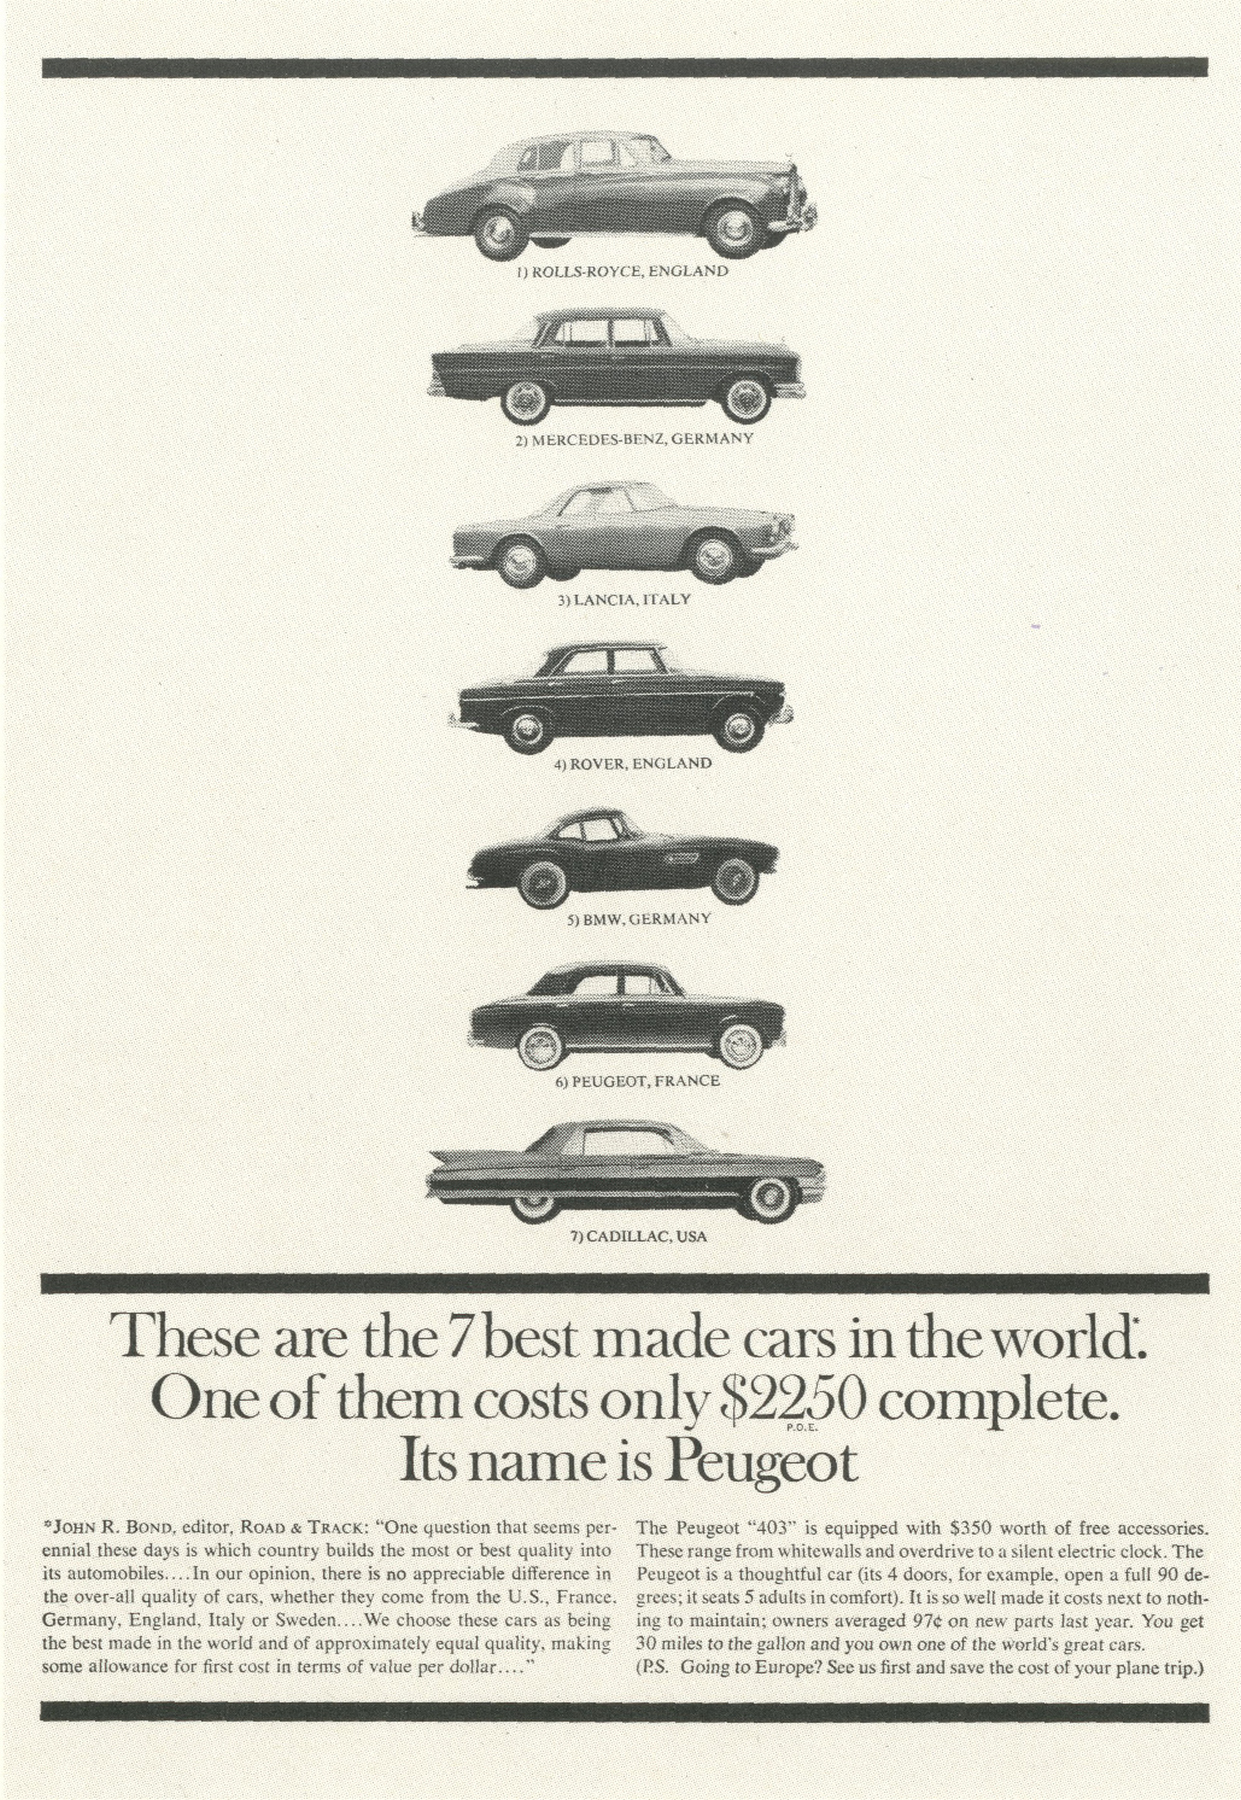 1) ROLLS-ROYCE, ENGLAND
2) MERCEDES-BENZ, GERMANY
3) LANCIA, ITALY
4) ROVER, ENGLAND
5) BMW, GERMANY
6) PEUGEOT, FRANCE
7) CADILLAC, USA
These are the 7 best made cars in the world.*
One of them costs only $2250 complete.
P.O.E.
Its name is Peugeot
*JOHN R. BOND, editor, ROAD & TRACK: “One question that seems per-
ennial these days is which country builds the most or best quality into
its automobiles....In our opinion, there is no appreciable difference in
the over-all quality of cars, whether they come from the U.S., France,
Germany, England, Italy or Sweden....We choose these cars as being
the best made in the world and of approximately equal quality, making
some allowance for first cost in terms of value per dollar....”
The Peugeot “403” is equipped with $350 worth of free accessories.
These range from whitewalls and overdrive to a silent electric clock. The
Peugeot is a thoughtful car (its 4 doors, for example, open a full 90 de-
grees; it seats 5 adults in comfort). It is so well made it costs next to noth-
ing to maintain; owners averaged 97¢ on new parts last year. You get
30 miles to the gallon and you own one of the world's great cars.
(P.S. Going to Europe? See us first and save the cost of your plane trip.)